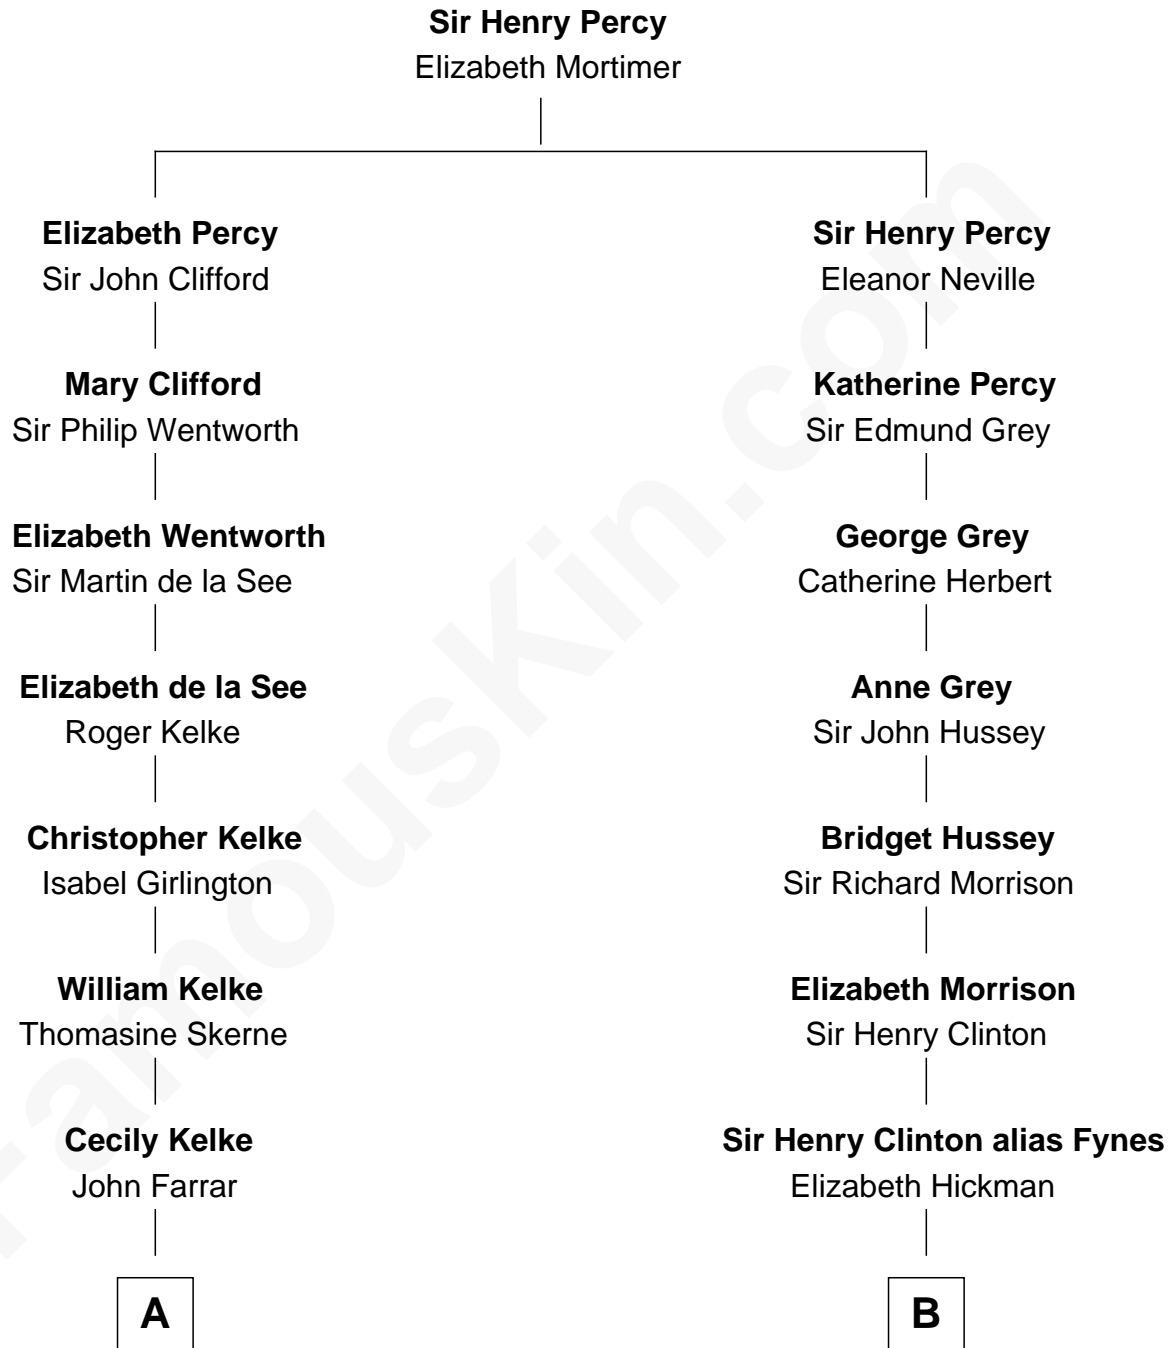 Sir Henry Percy
Elizabeth Mortimer
Elizabeth Percy
Sir John Clifford
Sir Henry Percy
Eleanor Neville
Mary Clifford
Sir Philip Wentworth
Katherine Percy
Sir Edmund Grey
Elizabeth Wentworth
Sir Martin de la See
George Grey
Catherine Herbert
Elizabeth de la See
Roger Kelke
Anne Grey
Sir John Hussey
Christopher Kelke
Isabel Girlington
Bridget Hussey
Sir Richard Morrison
William Kelke
Thomasine Skerne
Elizabeth Morrison
Sir Henry Clinton
Cecily Kelke
John Farrar
Sir Henry Clinton alias Fynes
Elizabeth Hickman
A
B
FamousKin.com